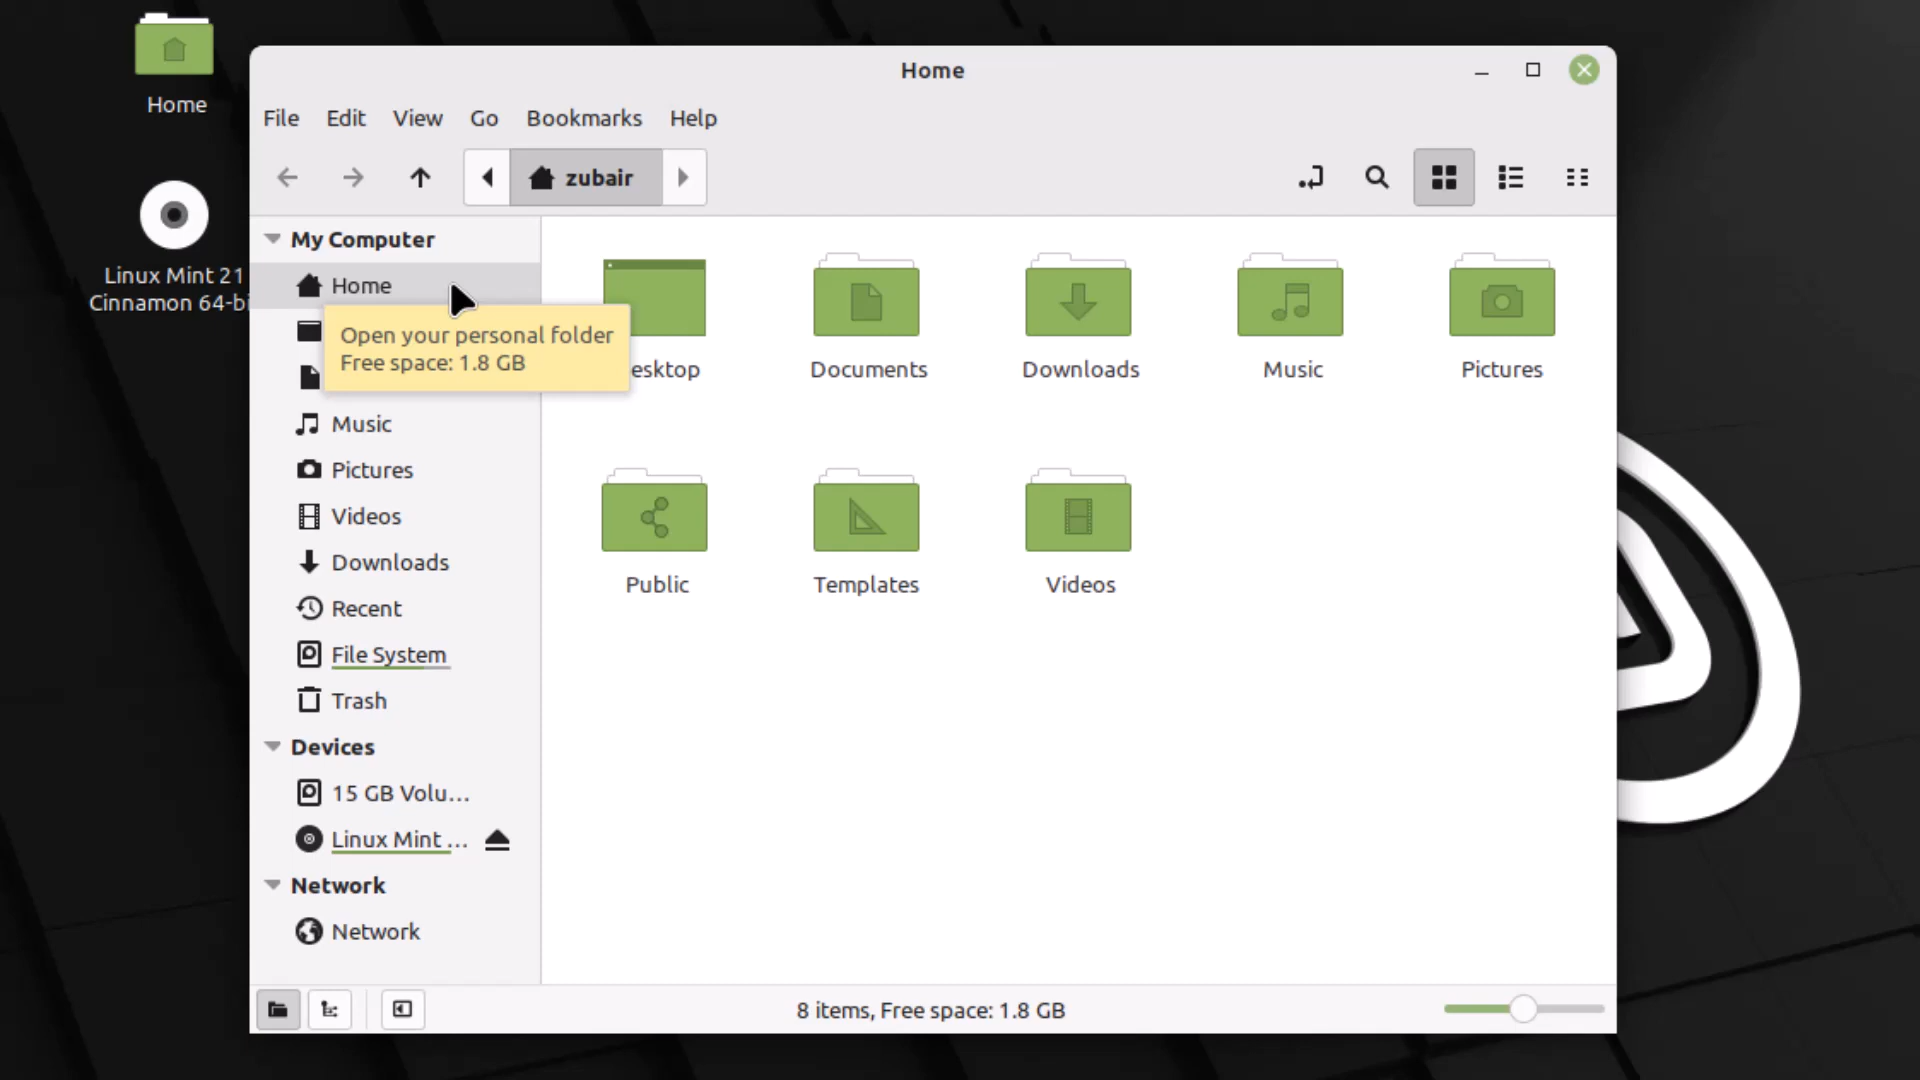 Home
Linux Mint 21
Cinnamon 64-bi
Home
File Edit View Go Bookmarks Help
zubair
My Computer
Home
Open your personal folder
Free space: 1.8 GB
Music
Pictures
Videos
Downloads
Recent
File System
Trash
Devices
15 GB Volu...
Linux Mint ...
Network
Network
esktop
Documents
Downloads
Music
Pictures
Public
Templates
Videos
8 items, Free space: 1.8 GB